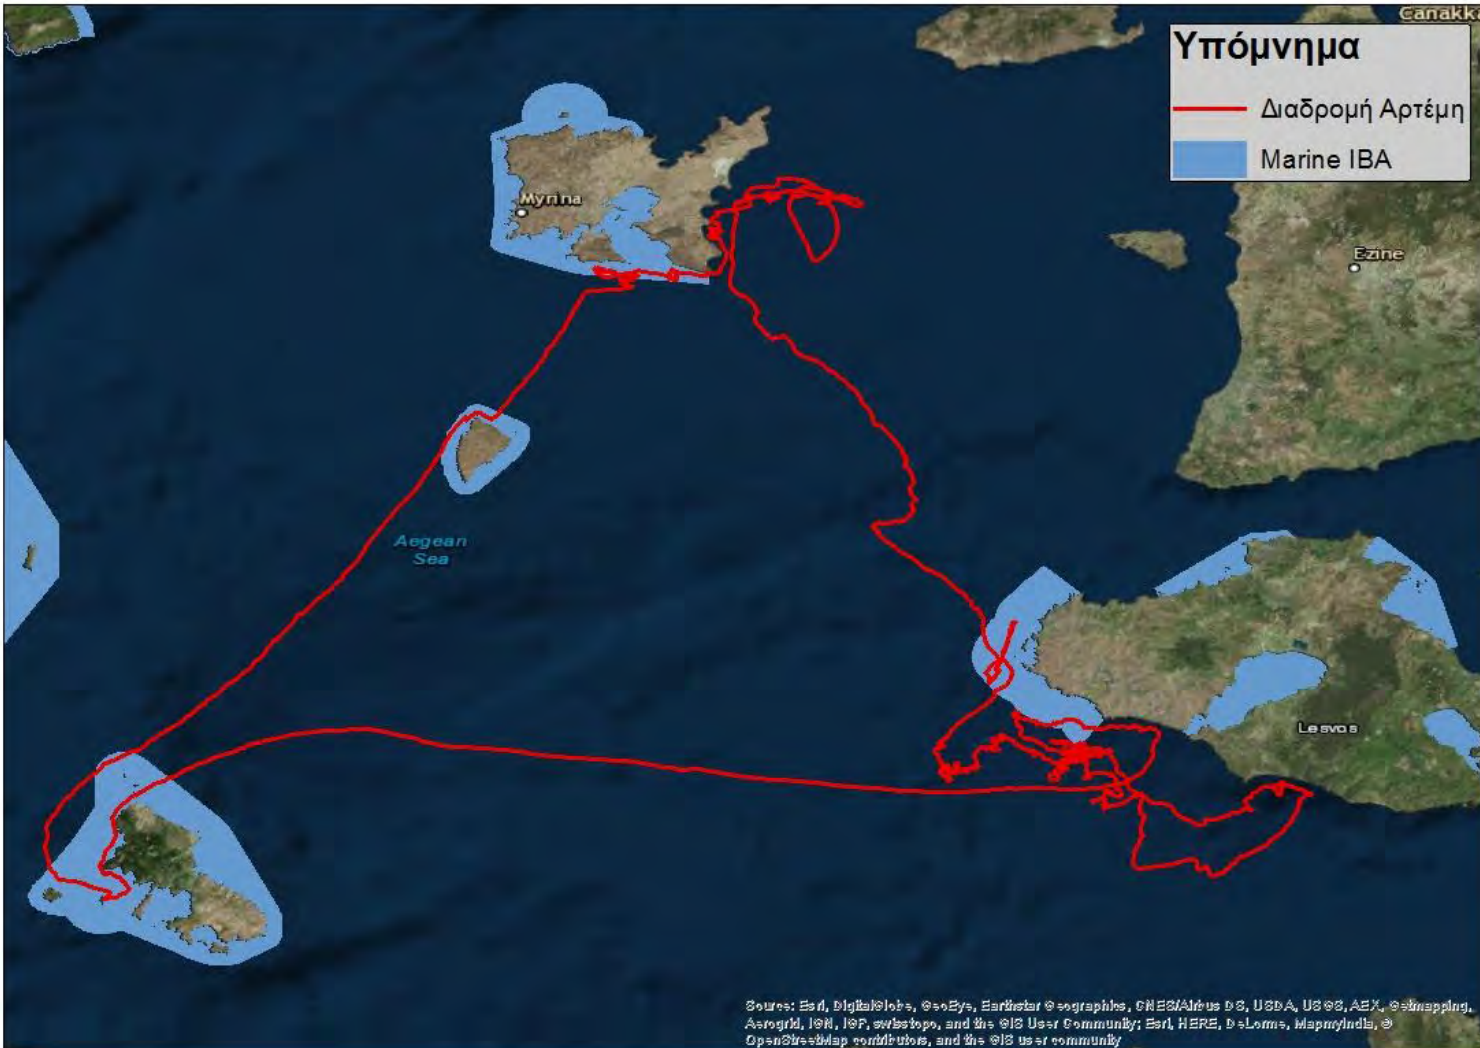 Canakk
Υπόμνημα
Διαδρομή Αρτέμη
Marine IBA
Myrina
Ezine
Aegean
Sea
Lesvos
Source: Esri, DigitalGlobe, GeoEye, Earthstar Geographics, CNES/Airbus DS, USDA, USGS, AEX, Getmapping,
Aerogrid, IGN, IGP, swisstopo, and the GIS User Community; Esri, HERE, DeLorme, MapmyIndia, ©
OpenStreetMap contributors, and the GIS user community